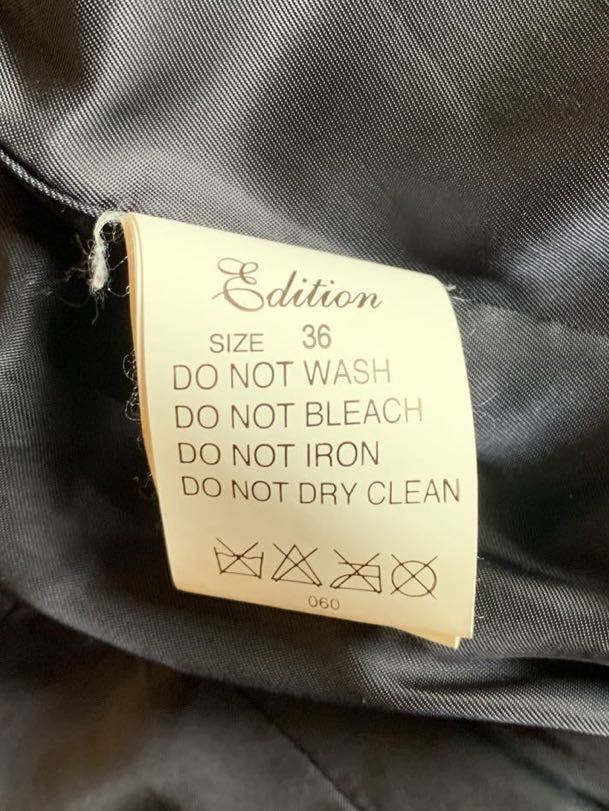 Edition
SIZE 36
DO NOT WASH
DO NOT BLEACH
DO NOT IRON
DO NOT DRY CLEAN
060